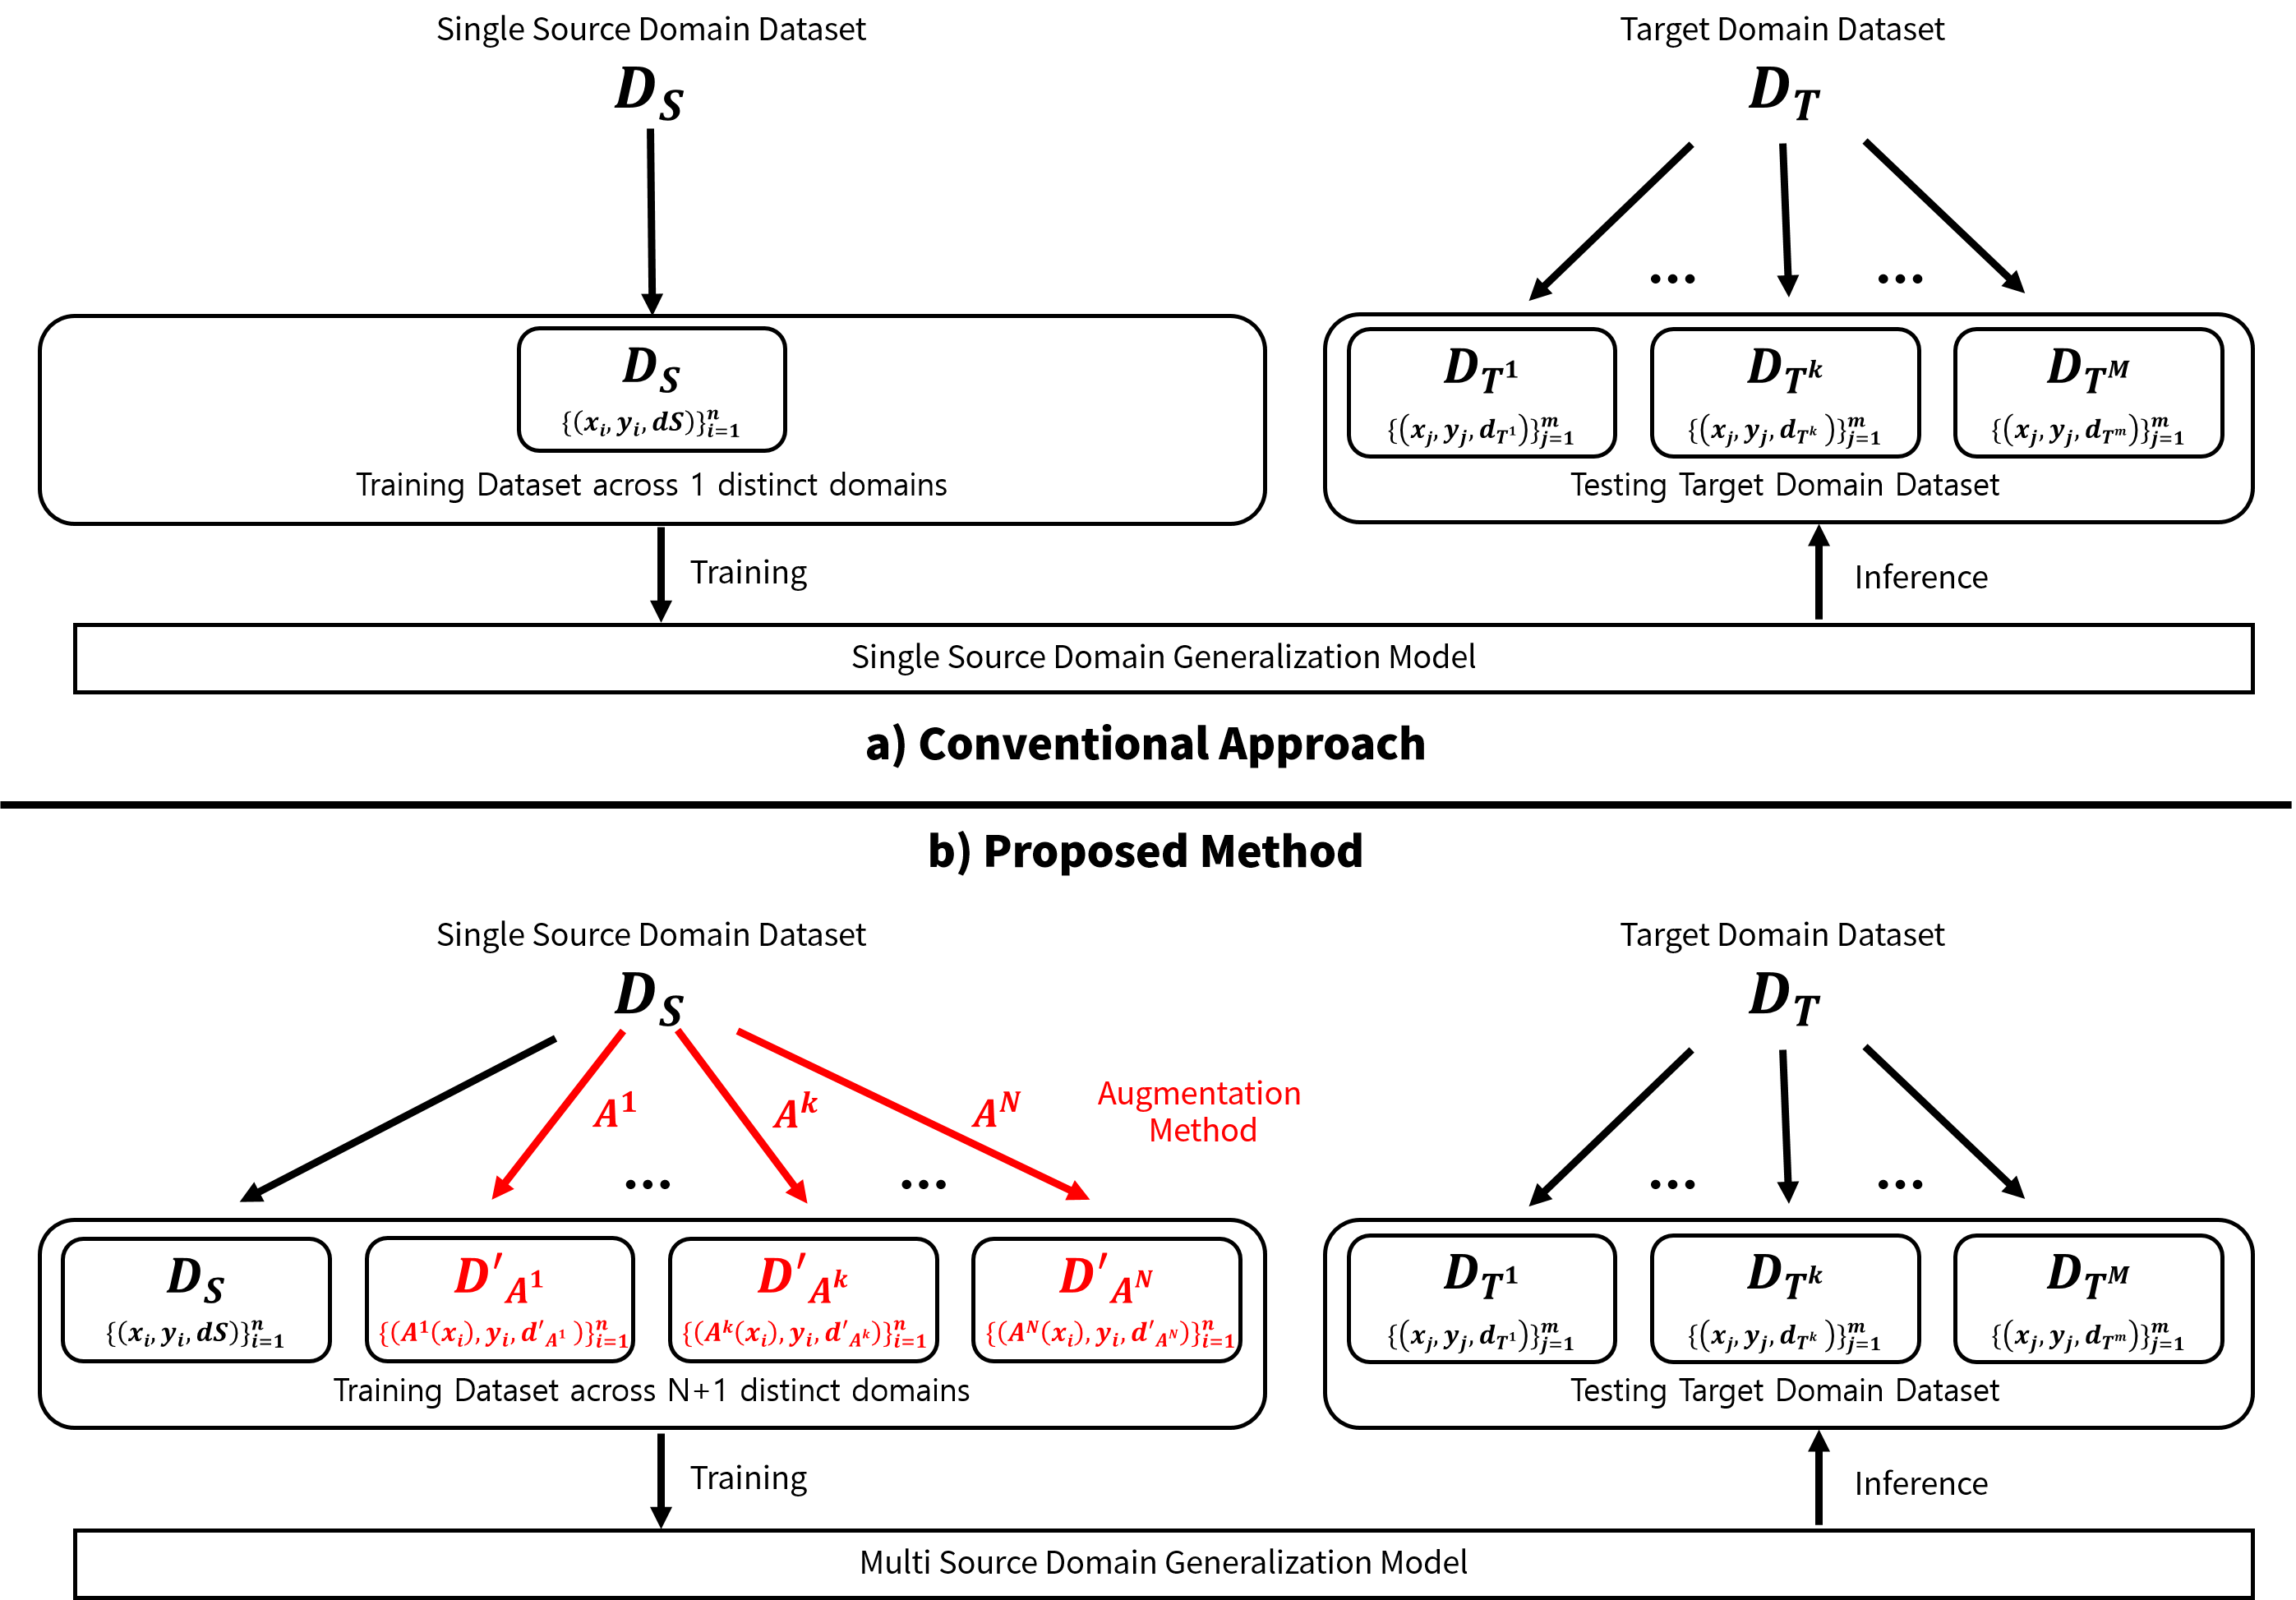 Single Source Domain Dataset
D_S
Target Domain Dataset
D_T
... ...
D_S
{(x_i, y_i, dS)}_{i=1}^n
Training Dataset across 1 distinct domains
D_{T^1} D_{T^k} D_{T^M}
{(x_j, y_j, d_{T^1})}_{j=1}^m {(x_j, y_j, d_{T^k})}_{j=1}^m {(x_j, y_j, d_{T^m})}_{j=1}^m
Testing Target Domain Dataset
Training
Inference
Single Source Domain Generalization Model
a) Conventional Approach
b) Proposed Method
Single Source Domain Dataset
D_S
Target Domain Dataset
D_T
A^1 A^k A^N
Augmentation
Method
... ...
... ...
D_S D'_{A^1} D'_{A^k} D'_{A^N}
{(x_i, y_i, dS)}_{i=1}^n {(A^1(x_i), y_i, d'_{A^1})}_{i=1}^n {(A^k(x_i), y_i, d'_{A^k})}_{i=1}^n {(A^N(x_i), y_i, d'_{A^N})}_{i=1}^n
Training Dataset across N+1 distinct domains
D_{T^1} D_{T^k} D_{T^M}
{(x_j, y_j, d_{T^1})}_{j=1}^m {(x_j, y_j, d_{T^k})}_{j=1}^m {(x_j, y_j, d_{T^m})}_{j=1}^m
Testing Target Domain Dataset
Training
Inference
Multi Source Domain Generalization Model